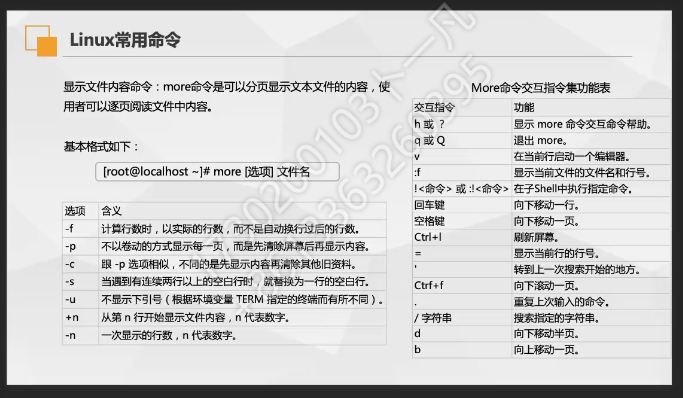 Linux常用命令
显示文件内容命令：more命令是可以分页显示文本文件的内容，使
用者可以逐页阅读文件中内容。
基本格式如下：
[root@localhost ~]# more [选项] 文件名
选项 含义
-f 计算行数时，以实际的行数，而不是自动换行过后的行数。
-p 不以卷动的方式显示每一页，而是先清除屏幕后再显示内容。
-c 跟 -p 选项相似，不同的是先显示内容再清除其他旧资料。
-s 当遇到有连续两行以上的空白行时，就替换为一行的空白行。
-u 不显示下引号（根据环境变量 TERM 指定的终端而有所不同）。
+n 从第 n 行开始显示文件内容，n 代表数字。
-n 一次显示的行数，n 代表数字。
More命令交互指令集功能表
交互指令 功能
h 或 ？ 显示 more 命令交互命令帮助。
q 或 Q 退出 more。
v 在当前行启动一个编辑器。
:f 显示当前文件的文件名和行号。
!<命令> 或 :!<命令> 在子Shell中执行指定命令。
回车键 向下移动一行。
空格键 向下移动一页。
Ctrl+l 刷新屏幕。
= 显示当前行的行号。
' 转到上一次搜索开始的地方。
Ctrf+f 向下滚动一页。
. 重复上次输入的命令。
/ 字符串 搜索指定的字符串。
d 向下移动半页。
b 向上移动一页。